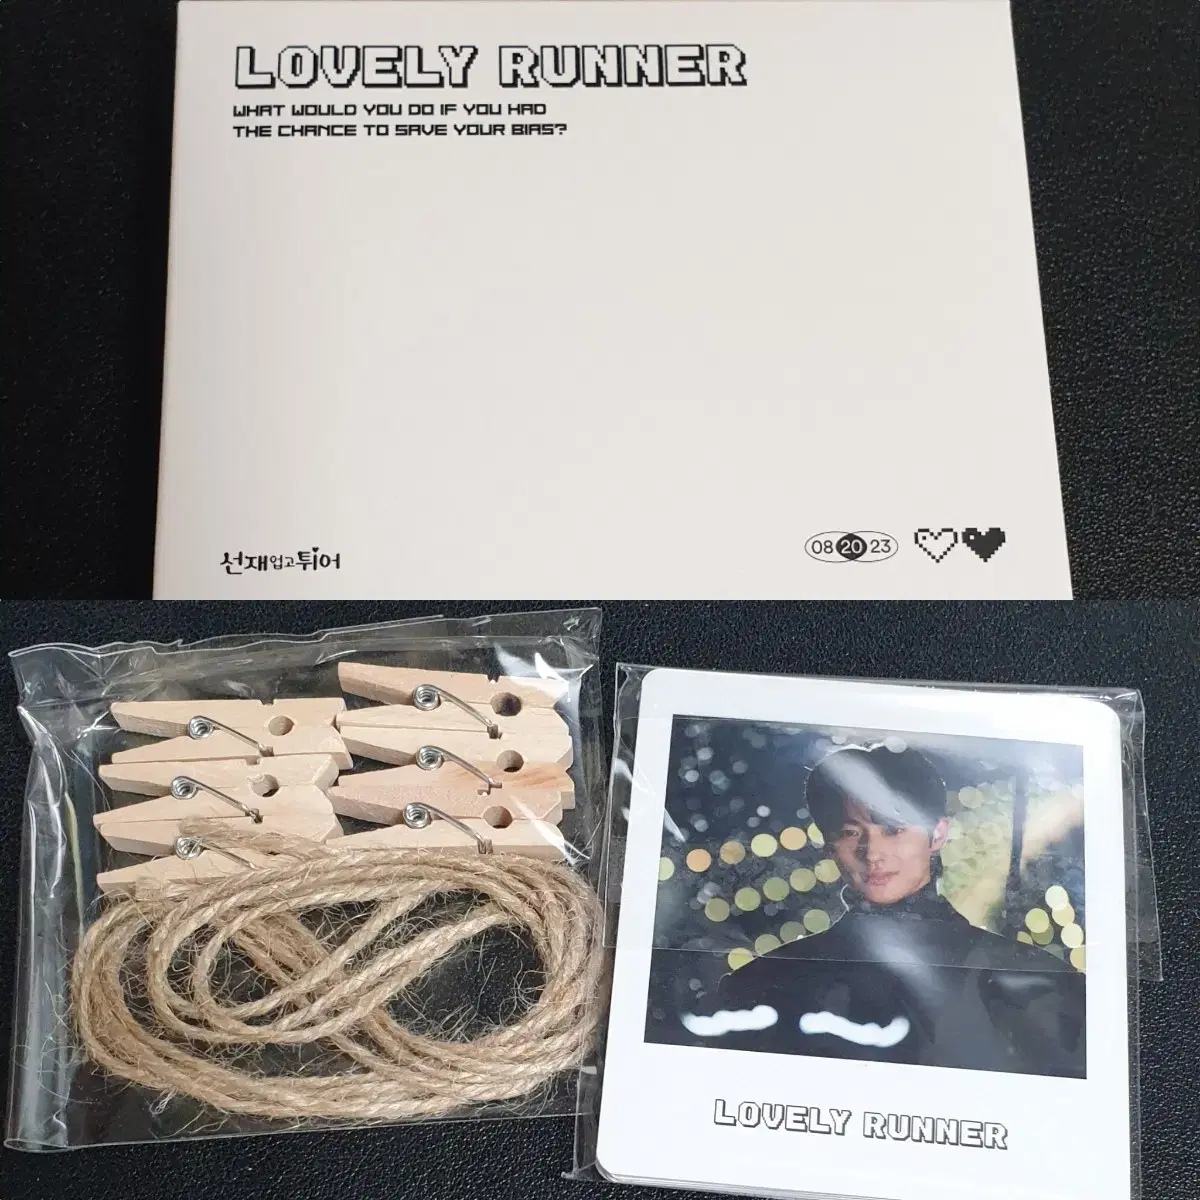 LOVELY RUNNER
WHAT WOULD YOU DO IF YOU HAD
THE CHANCE TO SAVE YOUR BIAS?
선재업고튀어
08 20 23
LOVELY RUNNER